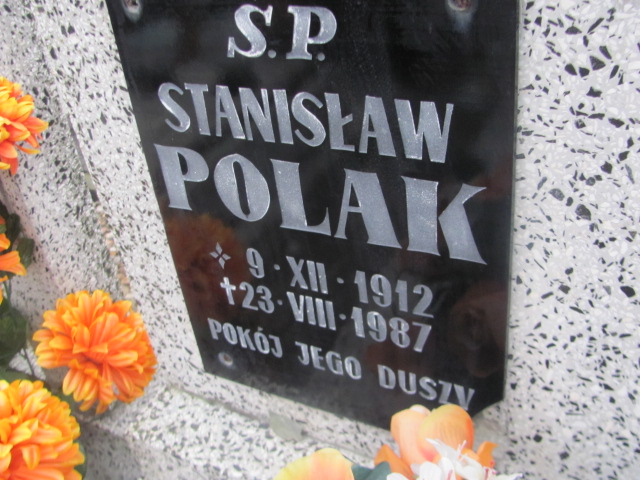 Ś.P.
STANISŁAW
POLAK
9·XII·1912
†23·VIII·1987
POKÓJ JEGO DUSZY